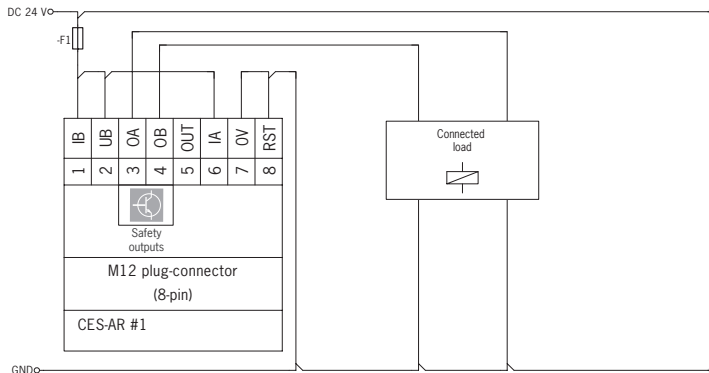 DC 24 V
-F1
IB UB OA OB OUT IA 0V RST
1 2 3 4 5 6 7 8
Safety
outputs
M12 plug-connector
(8-pin)
CES-AR #1
Connected
load
GND